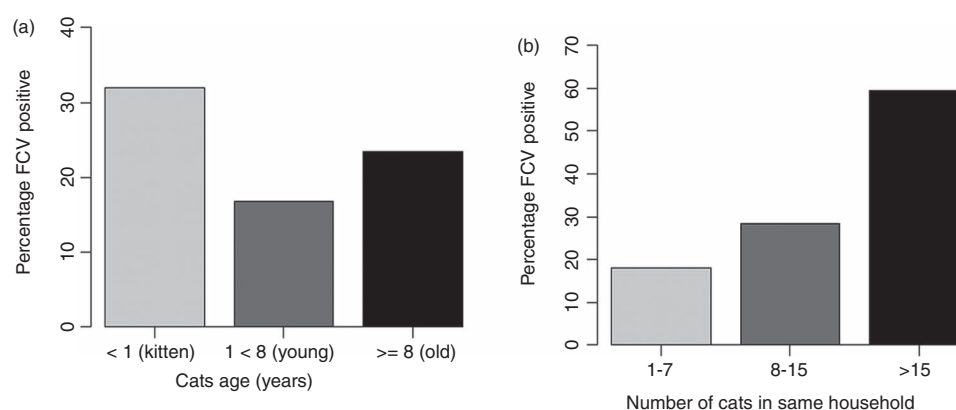 (a)
Percentage FCV positive
40
30
20
10
0
< 1 (kitten) 1 < 8 (young) >= 8 (old)
Cats age (years)
(b)
Percentage FCV positive
70
60
50
40
30
20
10
0
1-7 8-15 >15
Number of cats in same household